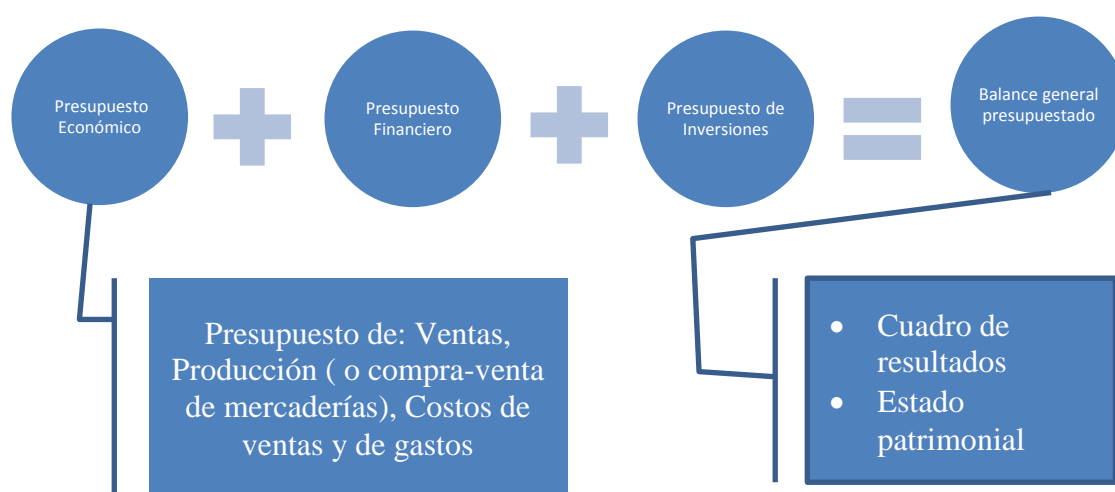 Presupuesto
Económico
Presupuesto
Financiero
Presupuesto de
Inversiones
Balance general
presupuestado
Presupuesto de: Ventas,
Producción ( o compra-venta
de mercaderías), Costos de
ventas y de gastos
• Cuadro de
resultados
• Estado
patrimonial